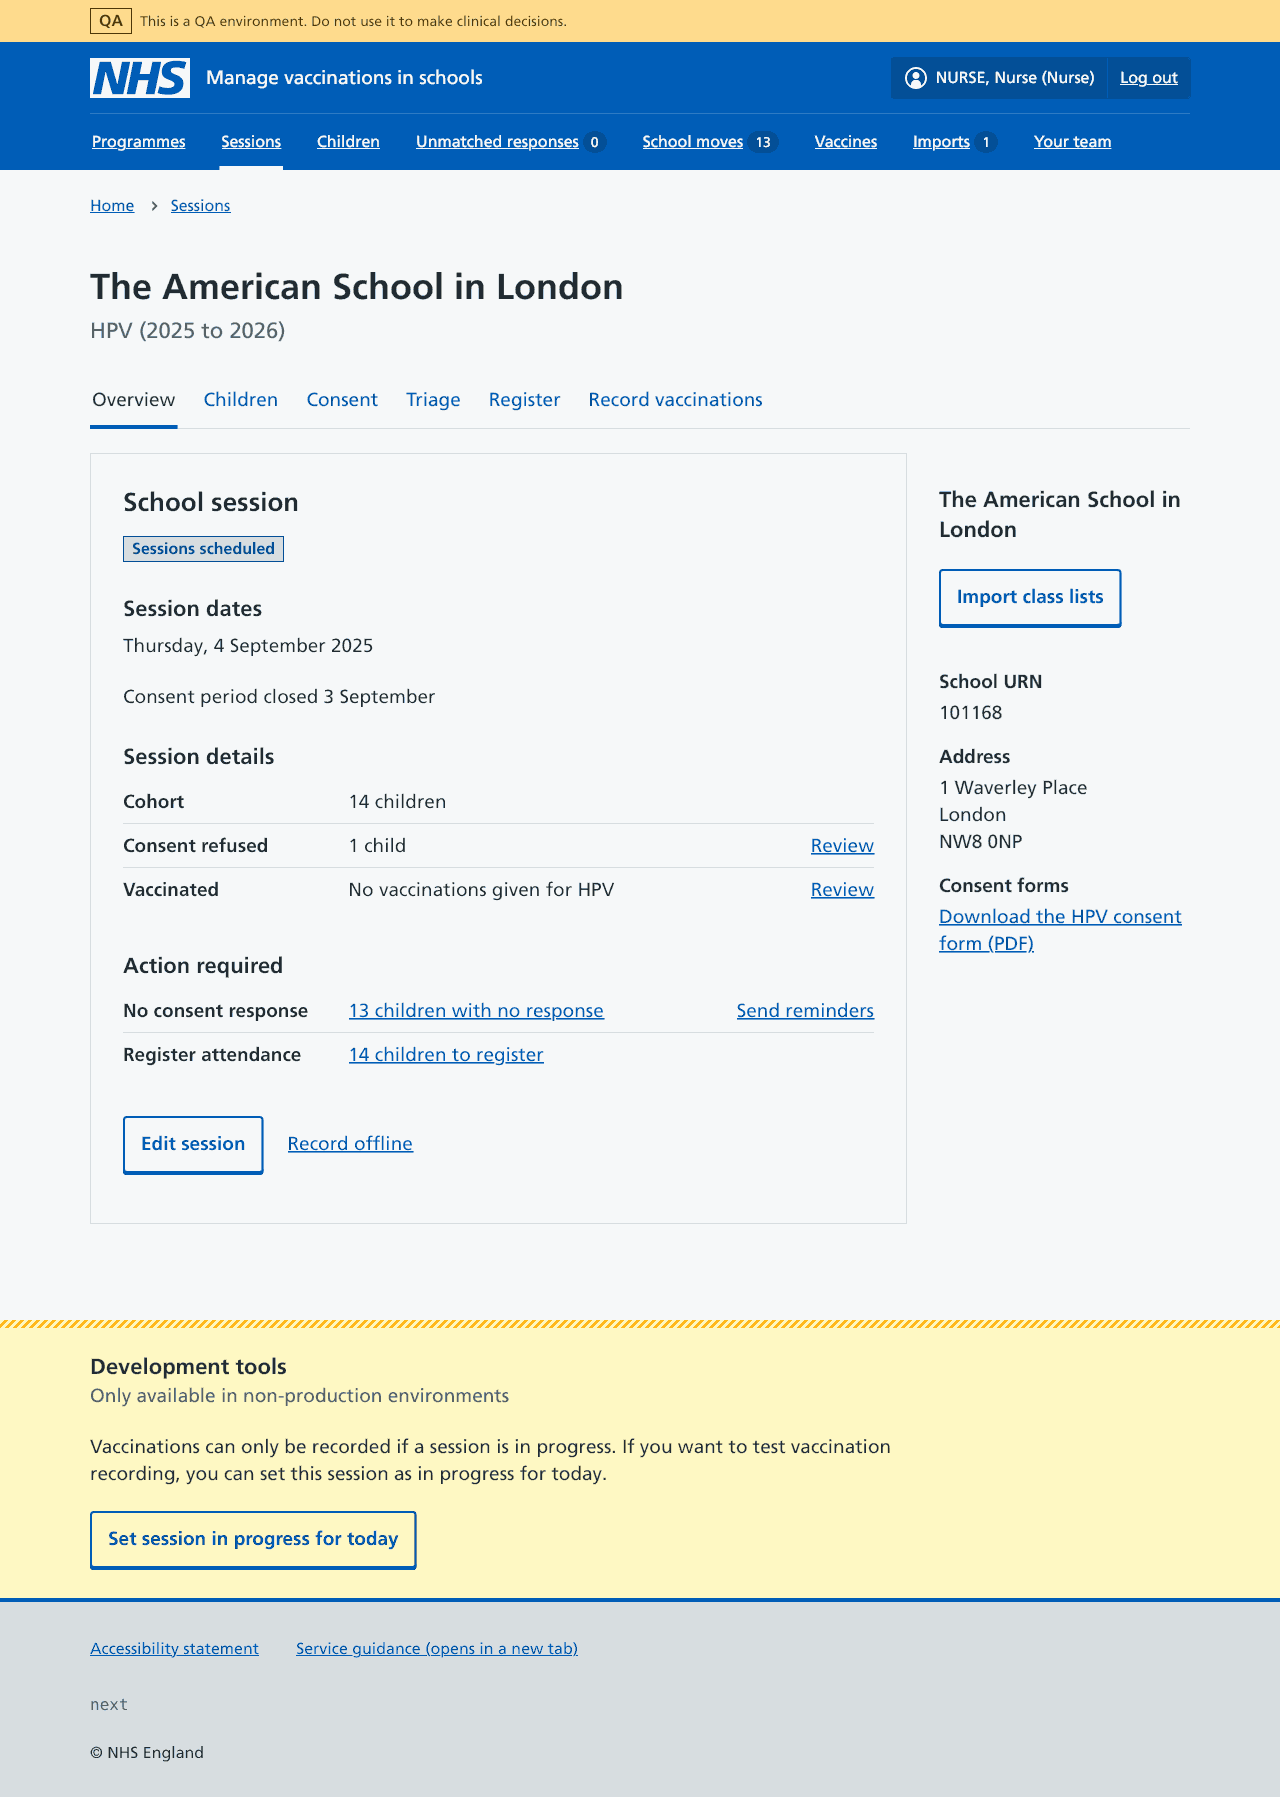 QA This is a QA environment. Do not use it to make clinical decisions.
NHS Manage vaccinations in schools NURSE, Nurse (Nurse) Log out
Programmes Sessions Children Unmatched responses 0 School moves 13 Vaccines Imports 1 Your team
Home › Sessions
The American School in London
HPV (2025 to 2026)
Overview Children Consent Triage Register Record vaccinations
School session
Sessions scheduled
Session dates
Thursday, 4 September 2025
Consent period closed 3 September
Session details
Cohort 14 children
Consent refused 1 child Review
Vaccinated No vaccinations given for HPV Review
Action required
No consent response 13 children with no response Send reminders
Register attendance 14 children to register
Edit session Record offline
The American School in
London
Import class lists
School URN
101168
Address
1 Waverley Place
London
NW8 0NP
Consent forms
Download the HPV consent
form (PDF)
Development tools
Only available in non-production environments
Vaccinations can only be recorded if a session is in progress. If you want to test vaccination
recording, you can set this session as in progress for today.
Set session in progress for today
Accessibility statement Service guidance (opens in a new tab)
next
© NHS England